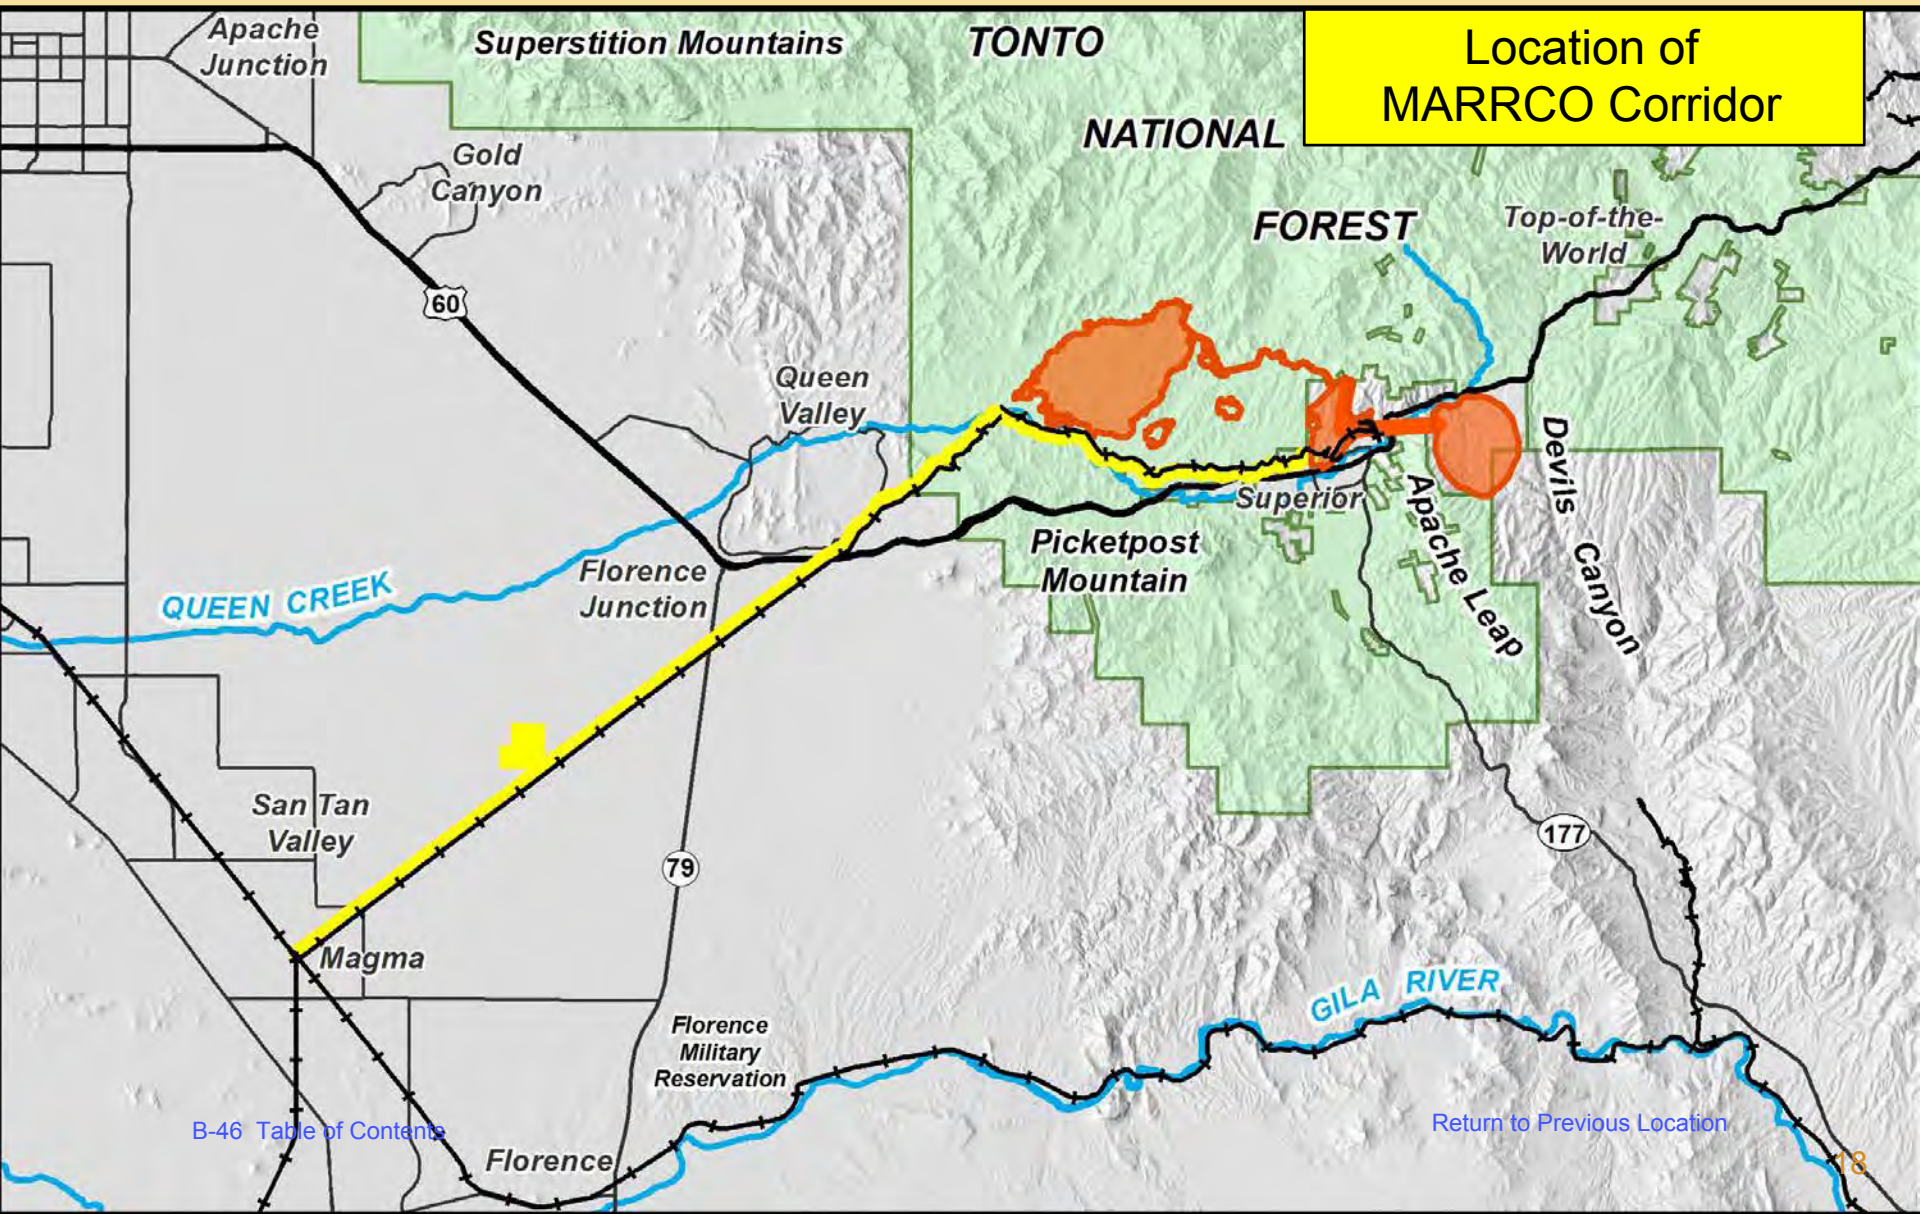 Location of
MARRCO Corridor
Apache
Junction
Superstition Mountains
TONTO
NATIONAL
FOREST
Gold
Canyon
Top-of-the-
World
60
Queen
Valley
Superior
Devils Canyon
Apache Leap
Picketpost
Mountain
Florence
Junction
QUEEN CREEK
San Tan
Valley
177
79
Magma
GILA RIVER
Florence
Military
Reservation
B-46 Table of Contents
Return to Previous Location
Florence
18